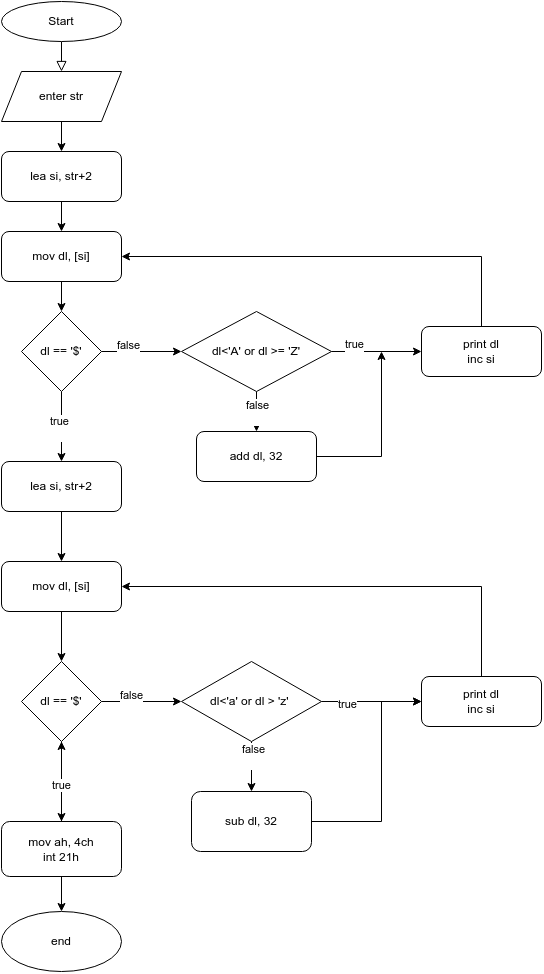 Start
enter str
lea si, str+2
mov dl, [si]
dl == '$'
false
dl<'A' or dl >= 'Z'
true
print dl
inc si
false
true
add dl, 32
lea si, str+2
mov dl, [si]
dl == '$'
false
dl<'a' or dl > 'z'
true
print dl
inc si
false
true
sub dl, 32
mov ah, 4ch
int 21h
end